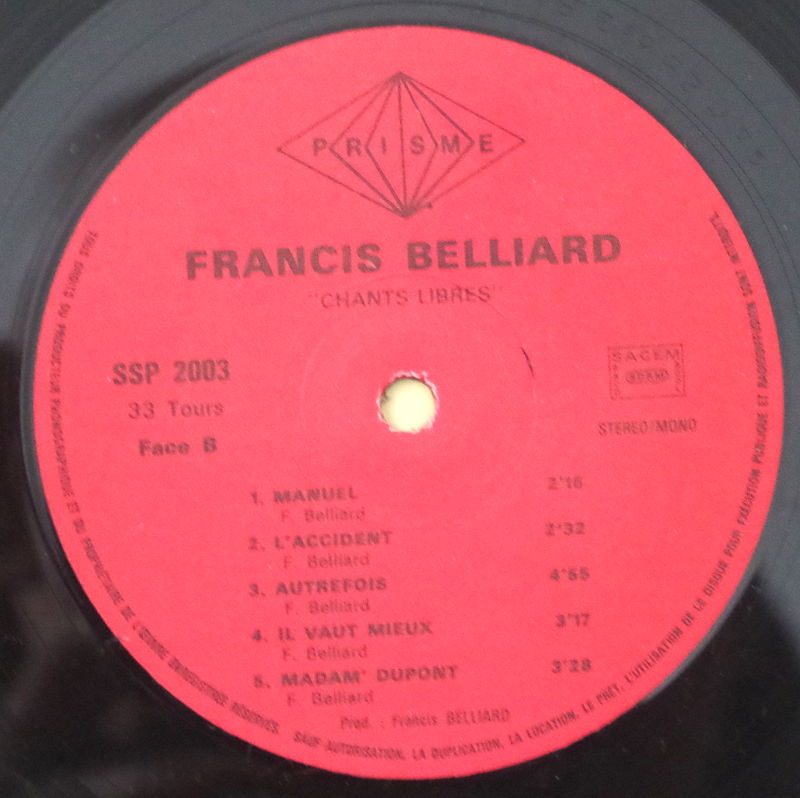 PRISME
FRANCIS BELLIARD
"CHANTS LIBRES"
SSP 2003
33 Tours
Face B
SACEM
STEREO/MONO
1. MANUEL 2'16
F. Belliard
2. L'ACCIDENT 2'32
F. Belliard
3. AUTREFOIS 4'55
F. Belliard
4. IL VAUT MIEUX 3'17
F. Belliard
5. MADAM' DUPONT 3'28
F. Belliard
Prod. : Francis BELLIARD
TOUS DROITS DU PRODUCTEUR PHONOGRAPHIQUE ET DU PROPRIETAIRE DE L'ŒUVRE ENREGISTREE RESERVES. SAUF AUTORISATION, LA DUPLICATION, LA LOCATION, LE PRÊT, L'UTILISATION DE LE DISQUE POUR EXÉCUTION PUBLIQUE ET RADIODIFFUSION SONT INTERDITS.